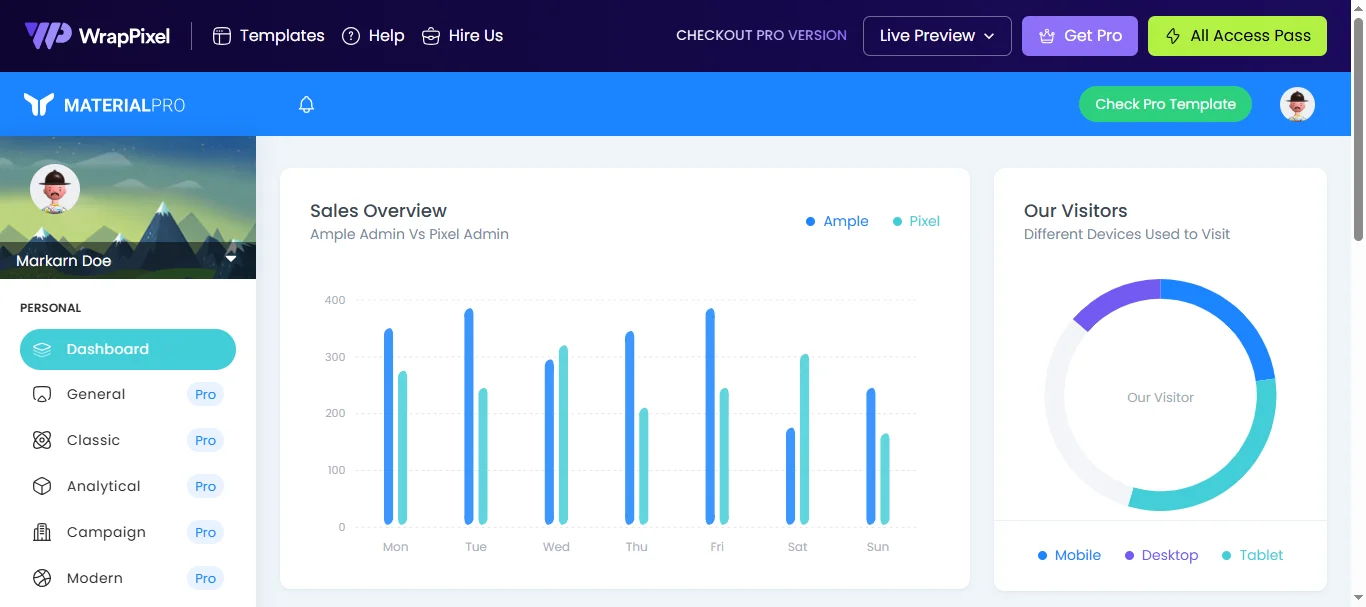 WrapPixel Templates Help Hire Us CHECKOUT PRO VERSION Live Preview Get Pro All Access Pass
MATERIALPRO Check Pro Template
Markarn Doe
PERSONAL
Dashboard
General Pro
Classic Pro
Analytical Pro
Campaign Pro
Modern Pro
Sales Overview
Ample Admin Vs Pixel Admin
Ample Pixel
400
300
200
100
0
Mon Tue Wed Thu Fri Sat Sun
Our Visitors
Different Devices Used to Visit
Our Visitor
Mobile Desktop Tablet